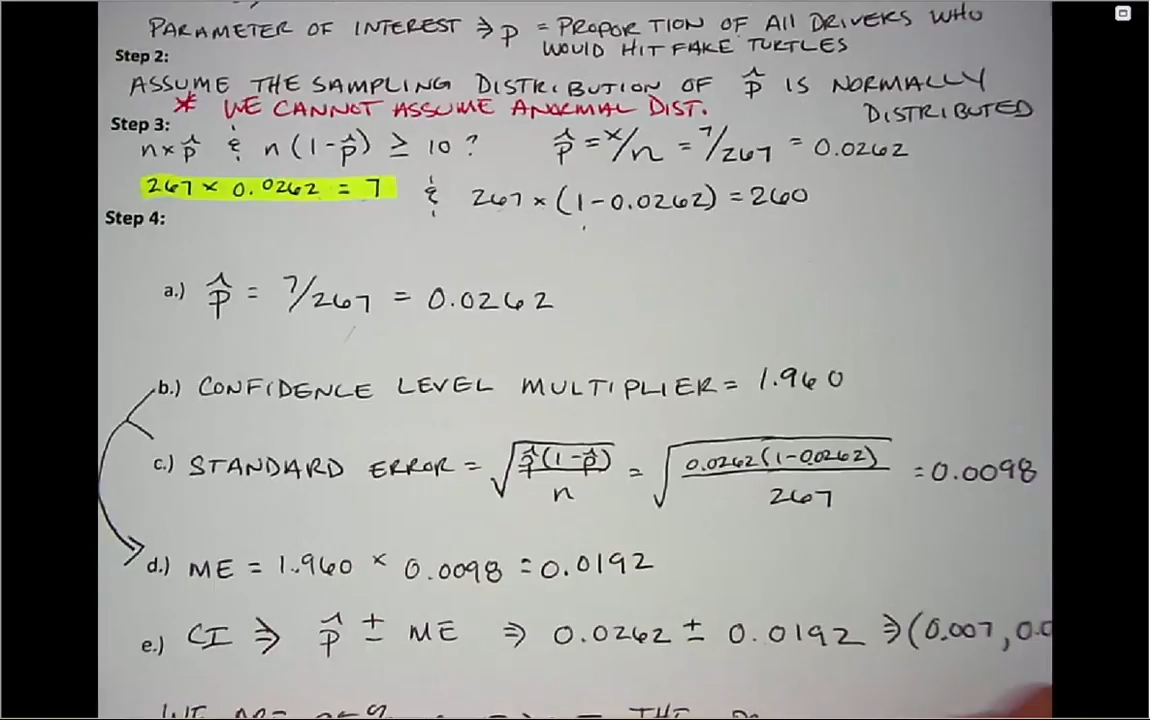 PARAMETER OF INTEREST ⇒ p = PROPORTION OF ALL DRIVERS WHO
WOULD HIT FAKE TURTLES
Step 2:
ASSUME THE SAMPLING DISTRIBUTION OF p̂ IS NORMALLY
DISTRIBUTED
* WE CANNOT ASSUME A NORMAL DIST.
Step 3:
n × p̂ & n(1-p̂) ≥ 10 ? p̂ = x/n = 7/267 = 0.0262
267 × 0.0262 = 7 & 267 × (1-0.0262) = 260
Step 4:
a.) p̂ = 7/267 = 0.0262
b.) CONFIDENCE LEVEL MULTIPLIER = 1.960
c.) STANDARD ERROR = √(p̂(1-p̂)/n) = √(0.0262(1-0.0262)/267) = 0.0098
d.) ME = 1.960 × 0.0098 = 0.0192
e.) CI ⇒ p̂ ± ME ⇒ 0.0262 ± 0.0192 ⇒ (0.007, 0.0